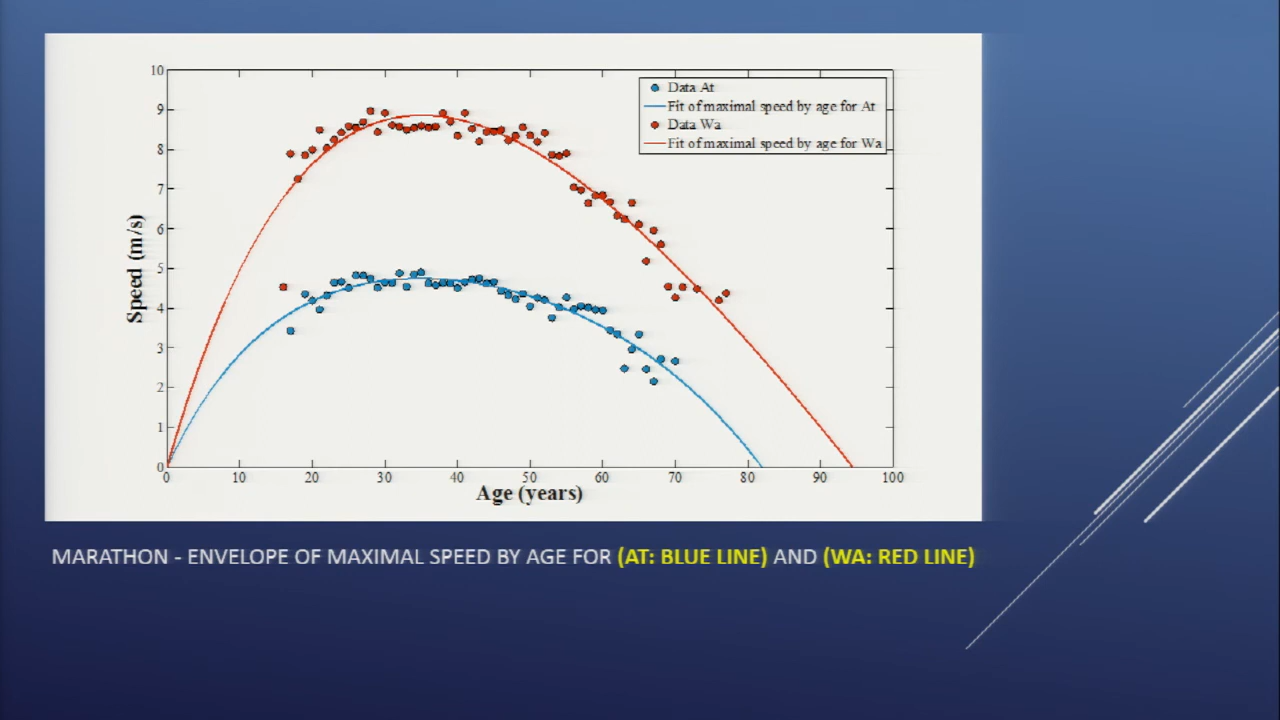 10
9
8
7
6
5
4
3
2
1
0
Speed (m/s)
Data At
Fit of maximal speed by age for At
Data Wa
Fit of maximal speed by age for Wa
0 10 20 30 40 50 60 70 80 90 100
Age (years)
MARATHON - ENVELOPE OF MAXIMAL SPEED BY AGE FOR (AT: BLUE LINE) AND (WA: RED LINE)